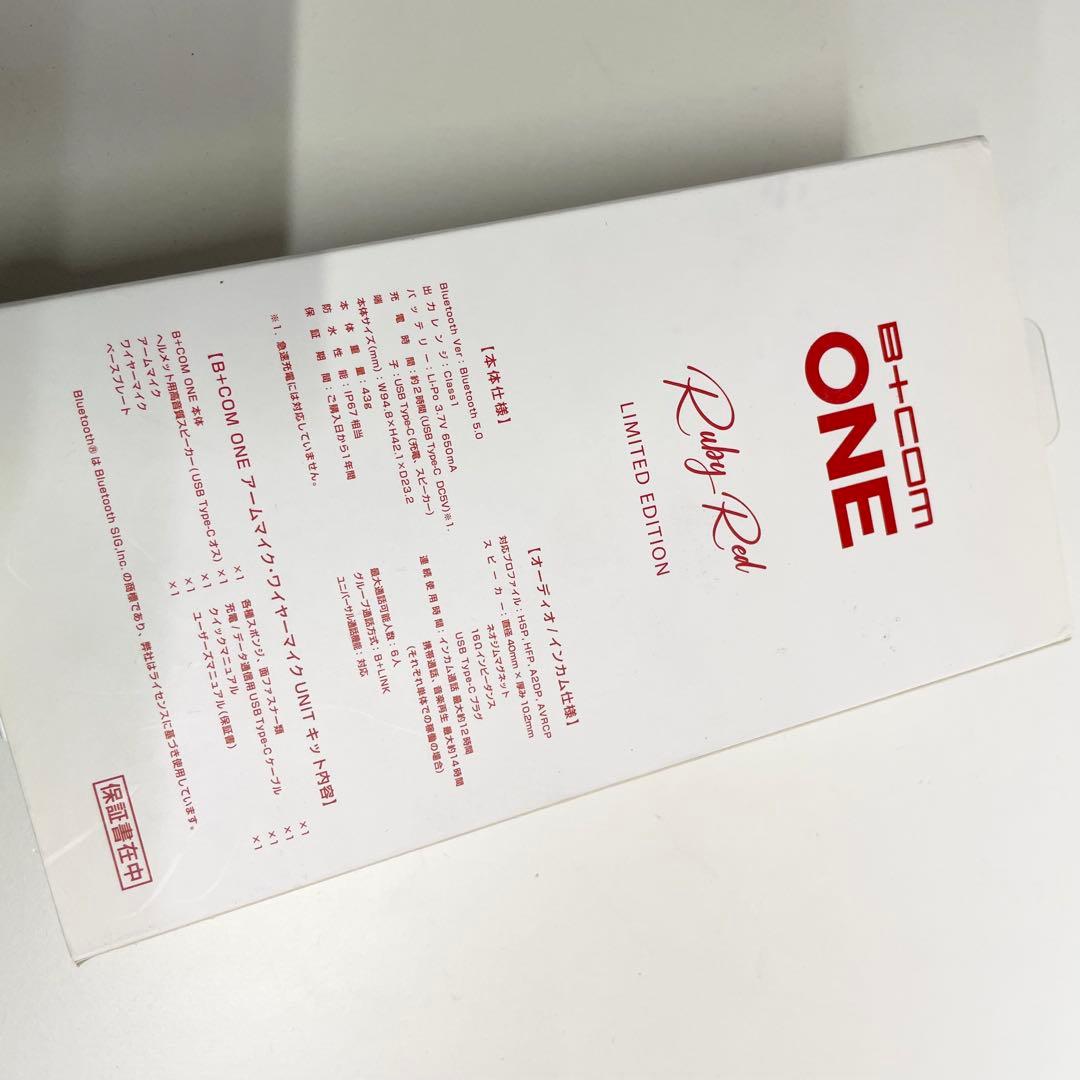 B+COM
ONE
Ruby Red
LIMITED EDITION
【本体仕様】
Bluetooth Ver：Bluetooth 5.0
出力レンジ：Class1
バッテリー：Li-Po 3.7V 650mA
充電時間：約2時間(USB Type-C DC5V)※1.
端子：USB Type-C(充電、スピーカー)
本体サイズ(mm)：W94.8×H42.1×D23.2
本体重量：43g
防水性能：IP67相当
保証期間：ご購入日から1年間
※1. 急速充電には対応していません。
【オーディオ/インカム仕様】
対応プロファイル：HSP, HFP, A2DP, AVRCP
スピーカー：直径40mm×厚み10.2mm
ネオジムマグネット
16Ωインピーダンス
USB Type-Cプラグ
連続使用時間：インカム通話 最大約12時間
携帯通話、音楽再生 最大約14時間
(それぞれ単体での稼働の場合)
最大通話可能人数：6人
グループ通話方式：B+LINK
ユニバーサル通話機能：対応
【B+COM ONE アームマイク・ワイヤーマイクUNIT キット内容】
B+COM ONE 本体 ×1
ヘルメット用高音質スピーカー(USB Type-Cオス) ×1
アームマイク ×1
ワイヤーマイク ×1
ベースプレート ×1
各種スポンジ、面ファスナー類 ×1
充電/データ通信用USB Type-Cケーブル ×1
クイックマニュアル ×1
ユーザーズマニュアル(保証書) ×1
Bluetooth® は Bluetooth SIG,Inc. の商標であり、弊社はライセンスに基づき使用しています。
保証書在中